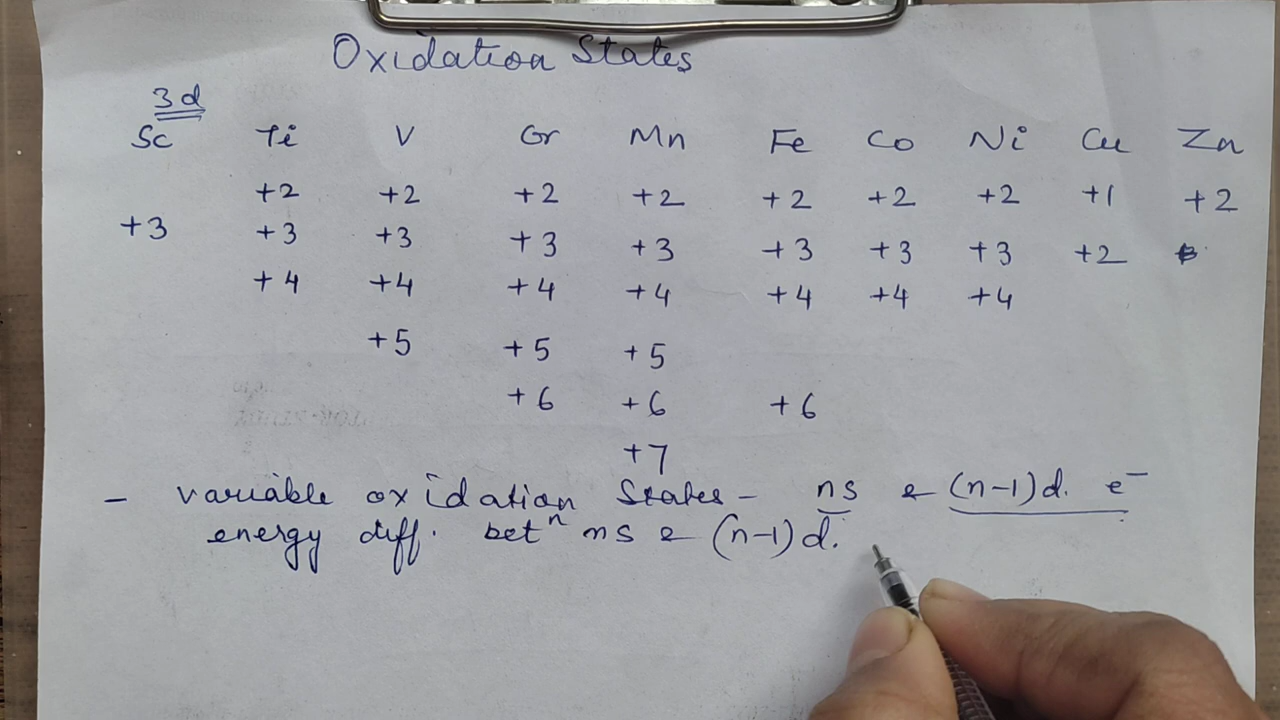 Oxidation States
3d
Sc Ti V Cr Mn Fe Co Ni Cu Zn
+2 +2 +2 +2 +2 +2 +2 +1 +2
+3 +3 +3 +3 +3 +3 +3 +3 +2
+4 +4 +4 +4 +4 +4 +4
+5 +5 +5
+6 +6 +6
+7
- variable oxidation States - ns & (n-1)d. e⁻
energy diff. betⁿ ns & (n-1)d.